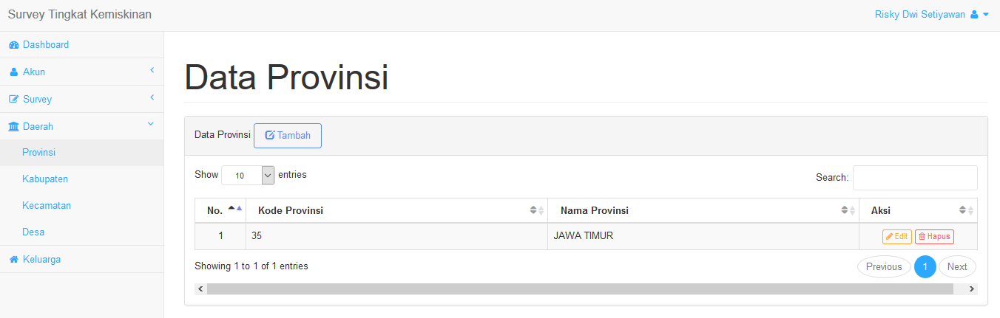 Survey Tingkat Kemiskinan
Risky Dwi Setiyawan
Dashboard
Akun
Survey
Daerah
Provinsi
Kabupaten
Kecamatan
Desa
Keluarga
Data Provinsi
Data Provinsi Tambah
Show 10 entries
Search:
No. Kode Provinsi Nama Provinsi Aksi
1 35 JAWA TIMUR Edit Hapus
Showing 1 to 1 of 1 entries
Previous 1 Next